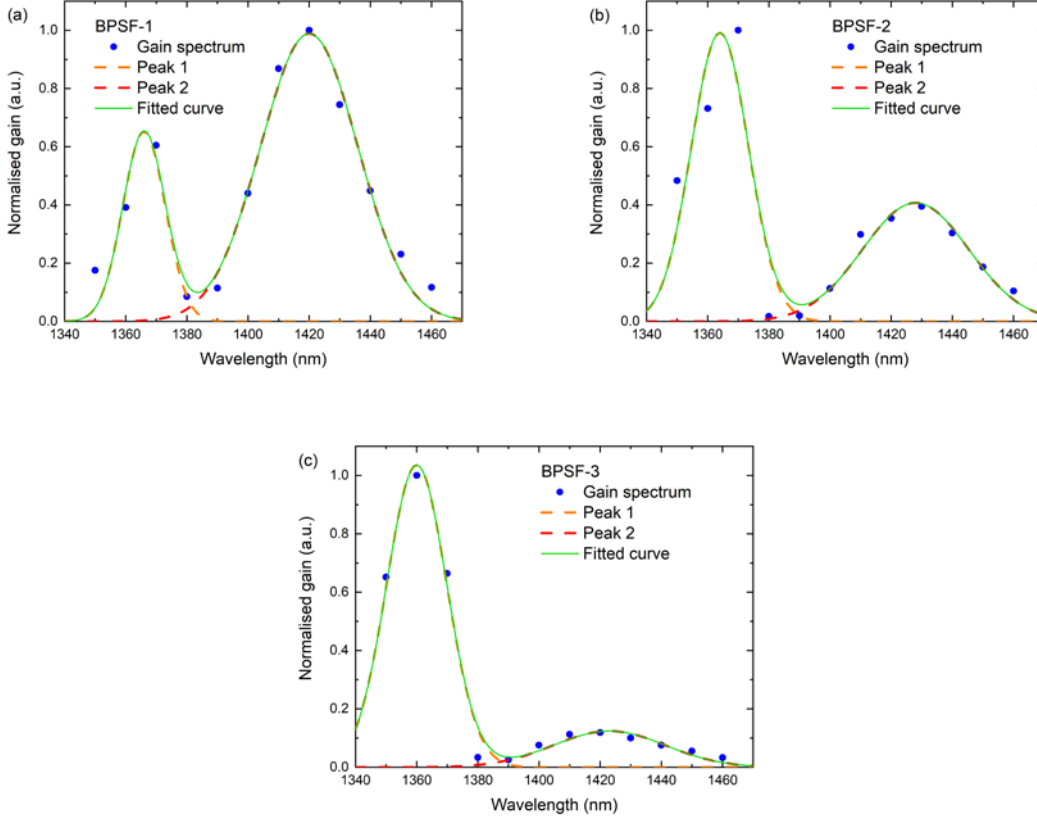 (a)
BPSF-1
Gain spectrum
Peak 1
Peak 2
Fitted curve
Normalised gain (a.u.)
1.0
0.8
0.6
0.4
0.2
0.0
1340 1360 1380 1400 1420 1440 1460
Wavelength (nm)
(b)
BPSF-2
Gain spectrum
Peak 1
Peak 2
Fitted curve
Normalised gain (a.u.)
1.0
0.8
0.6
0.4
0.2
0.0
1340 1360 1380 1400 1420 1440 1460
Wavelength (nm)
(c)
BPSF-3
Gain spectrum
Peak 1
Peak 2
Fitted curve
Normalised gain (a.u.)
1.0
0.8
0.6
0.4
0.2
0.0
1340 1360 1380 1400 1420 1440 1460
Wavelength (nm)